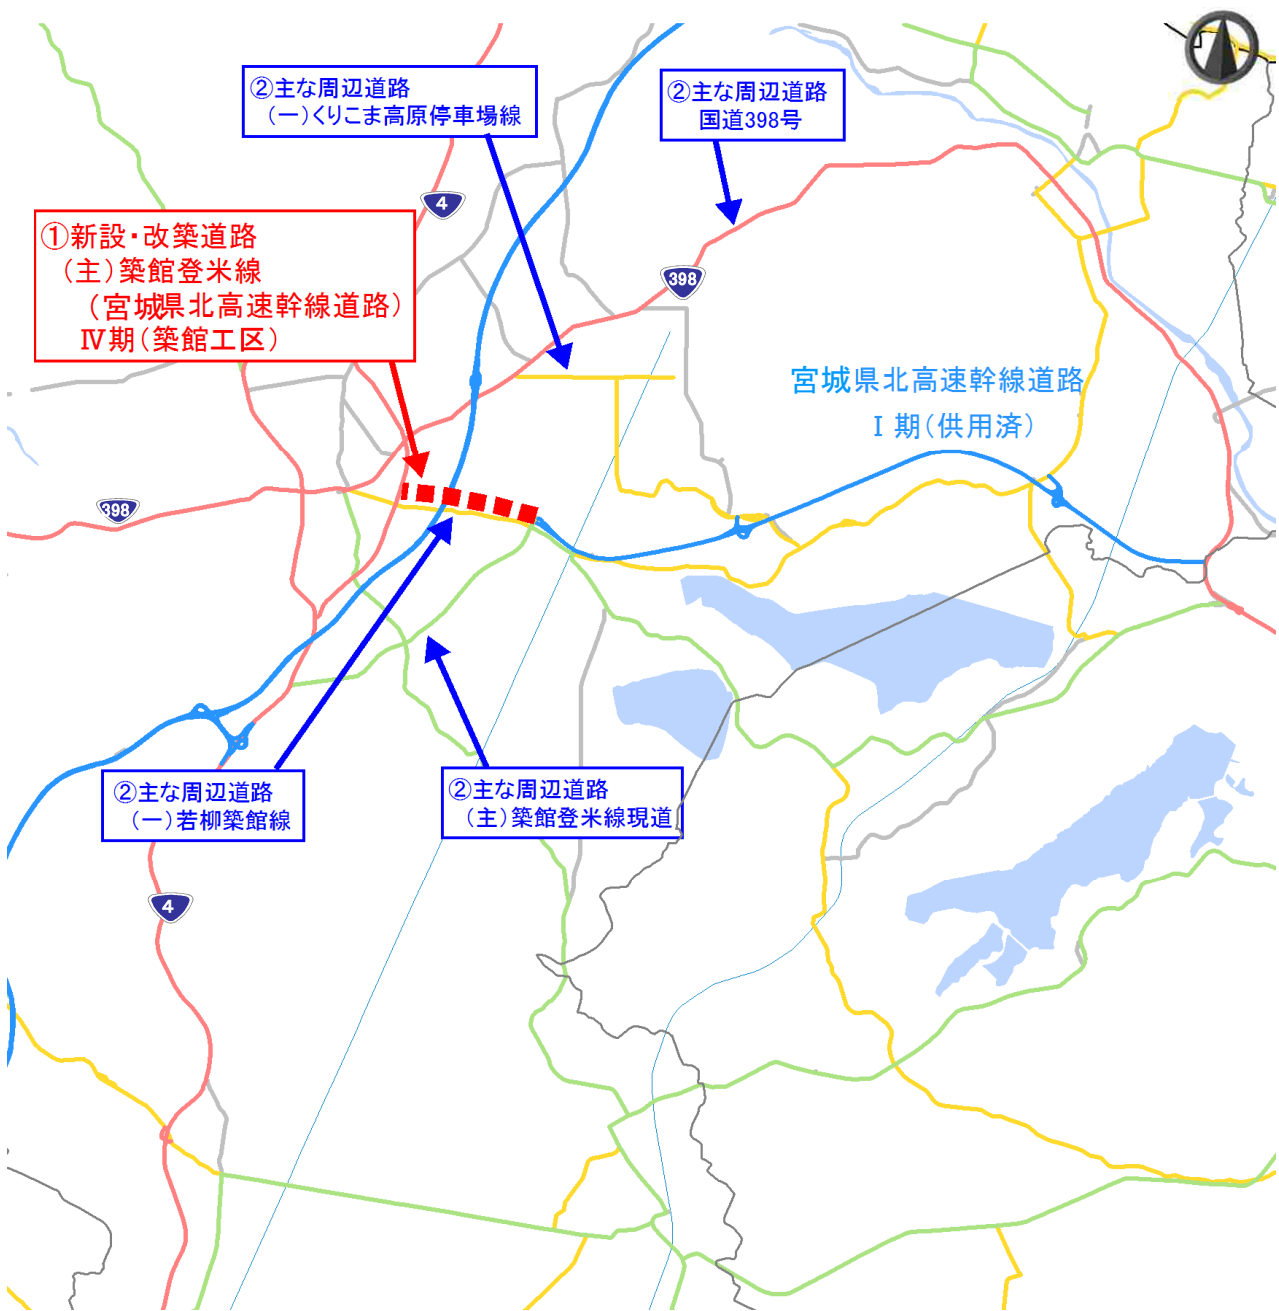 ②主な周辺道路
(一)くりこま高原停車場線
②主な周辺道路
国道398号
4
①新設・改築道路
(主)築館登米線
(宮城県北高速幹線道路)
Ⅳ期(築館工区)
398
宮城県北高速幹線道路
Ⅰ期(供用済)
398
②主な周辺道路
(一)若柳築館線
②主な周辺道路
(主)築館登米線現道
4